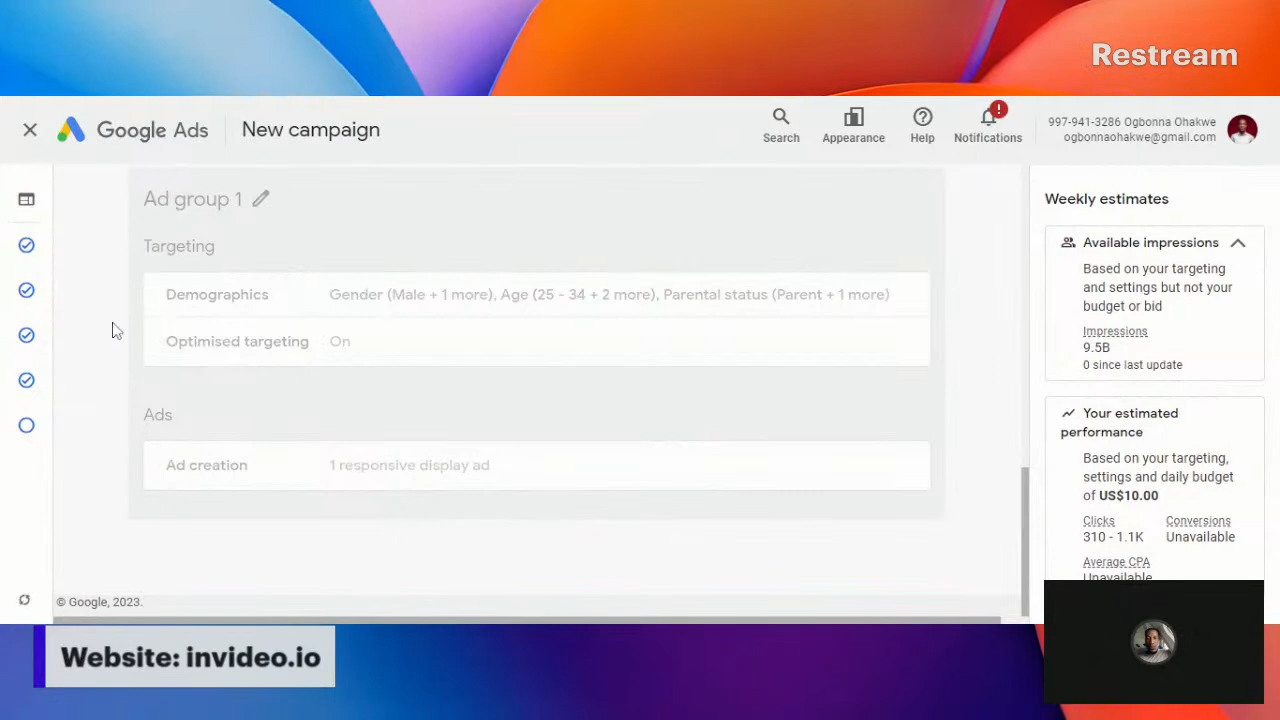 Restream
Google Ads
New campaign
Search
Appearance
Help
Notifications
!
997-941-3286 Ogbonna Ohakwe
ogbonnaohakwe@gmail.com
Ad group 1
Targeting
Demographics
Gender (Male + 1 more), Age (25 - 34 + 2 more), Parental status (Parent + 1 more)
Optimised targeting
On
Ads
Ad creation
1 responsive display ad
© Google, 2023.
Weekly estimates
Available impressions
Based on your targeting
and settings but not your
budget or bid
Impressions
9.5B
0 since last update
Your estimated
performance
Based on your targeting,
settings and daily budget
of US$10.00
Clicks
310 - 1.1K
Conversions
Unavailable
Average CPA
Unavailable
Website: invideo.io